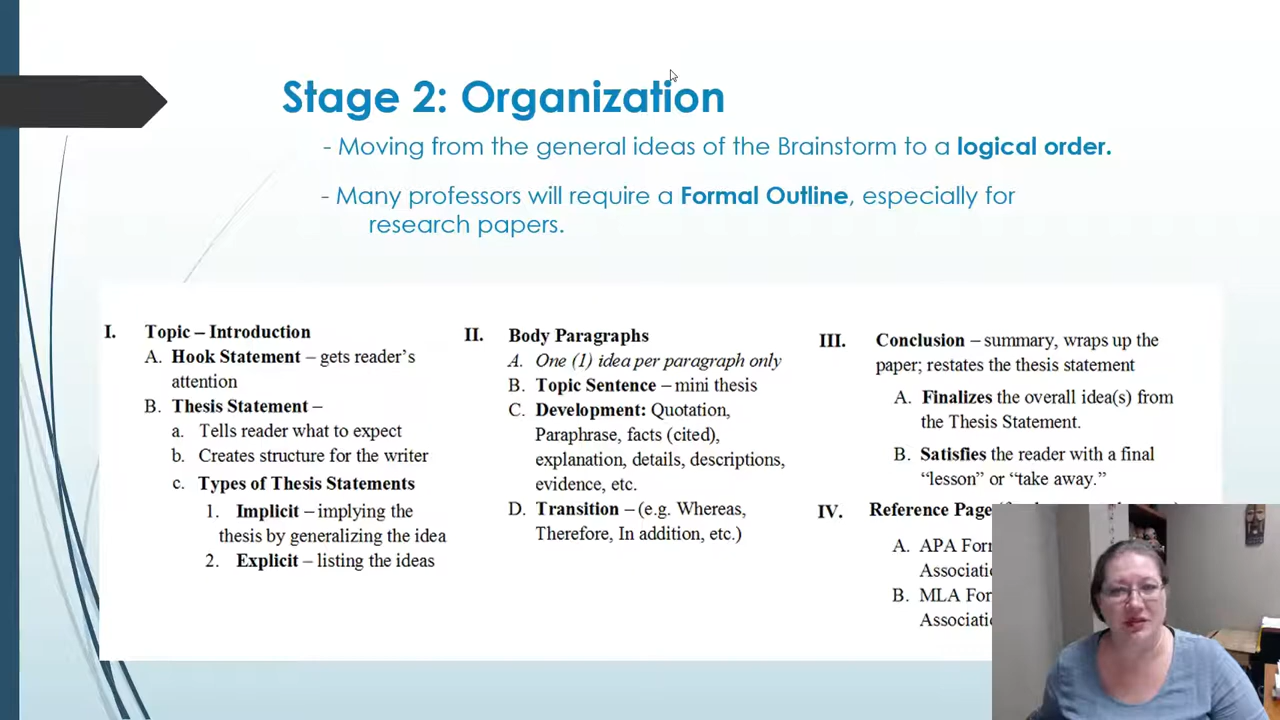 Stage 2: Organization
- Moving from the general ideas of the Brainstorm to a logical order.
- Many professors will require a Formal Outline, especially for
research papers.
I. Topic – Introduction
A. Hook Statement – gets reader's
attention
B. Thesis Statement –
a. Tells reader what to expect
b. Creates structure for the writer
c. Types of Thesis Statements
1. Implicit – implying the
thesis by generalizing the idea
2. Explicit – listing the ideas
II. Body Paragraphs
A. One (1) idea per paragraph only
B. Topic Sentence – mini thesis
C. Development: Quotation,
Paraphrase, facts (cited),
explanation, details, descriptions,
evidence, etc.
D. Transition – (e.g. Whereas,
Therefore, In addition, etc.)
III. Conclusion – summary, wraps up the
paper; restates the thesis statement
A. Finalizes the overall idea(s) from
the Thesis Statement.
B. Satisfies the reader with a final
“lesson” or “take away.”
IV. Reference Page
A. APA
B. MLA